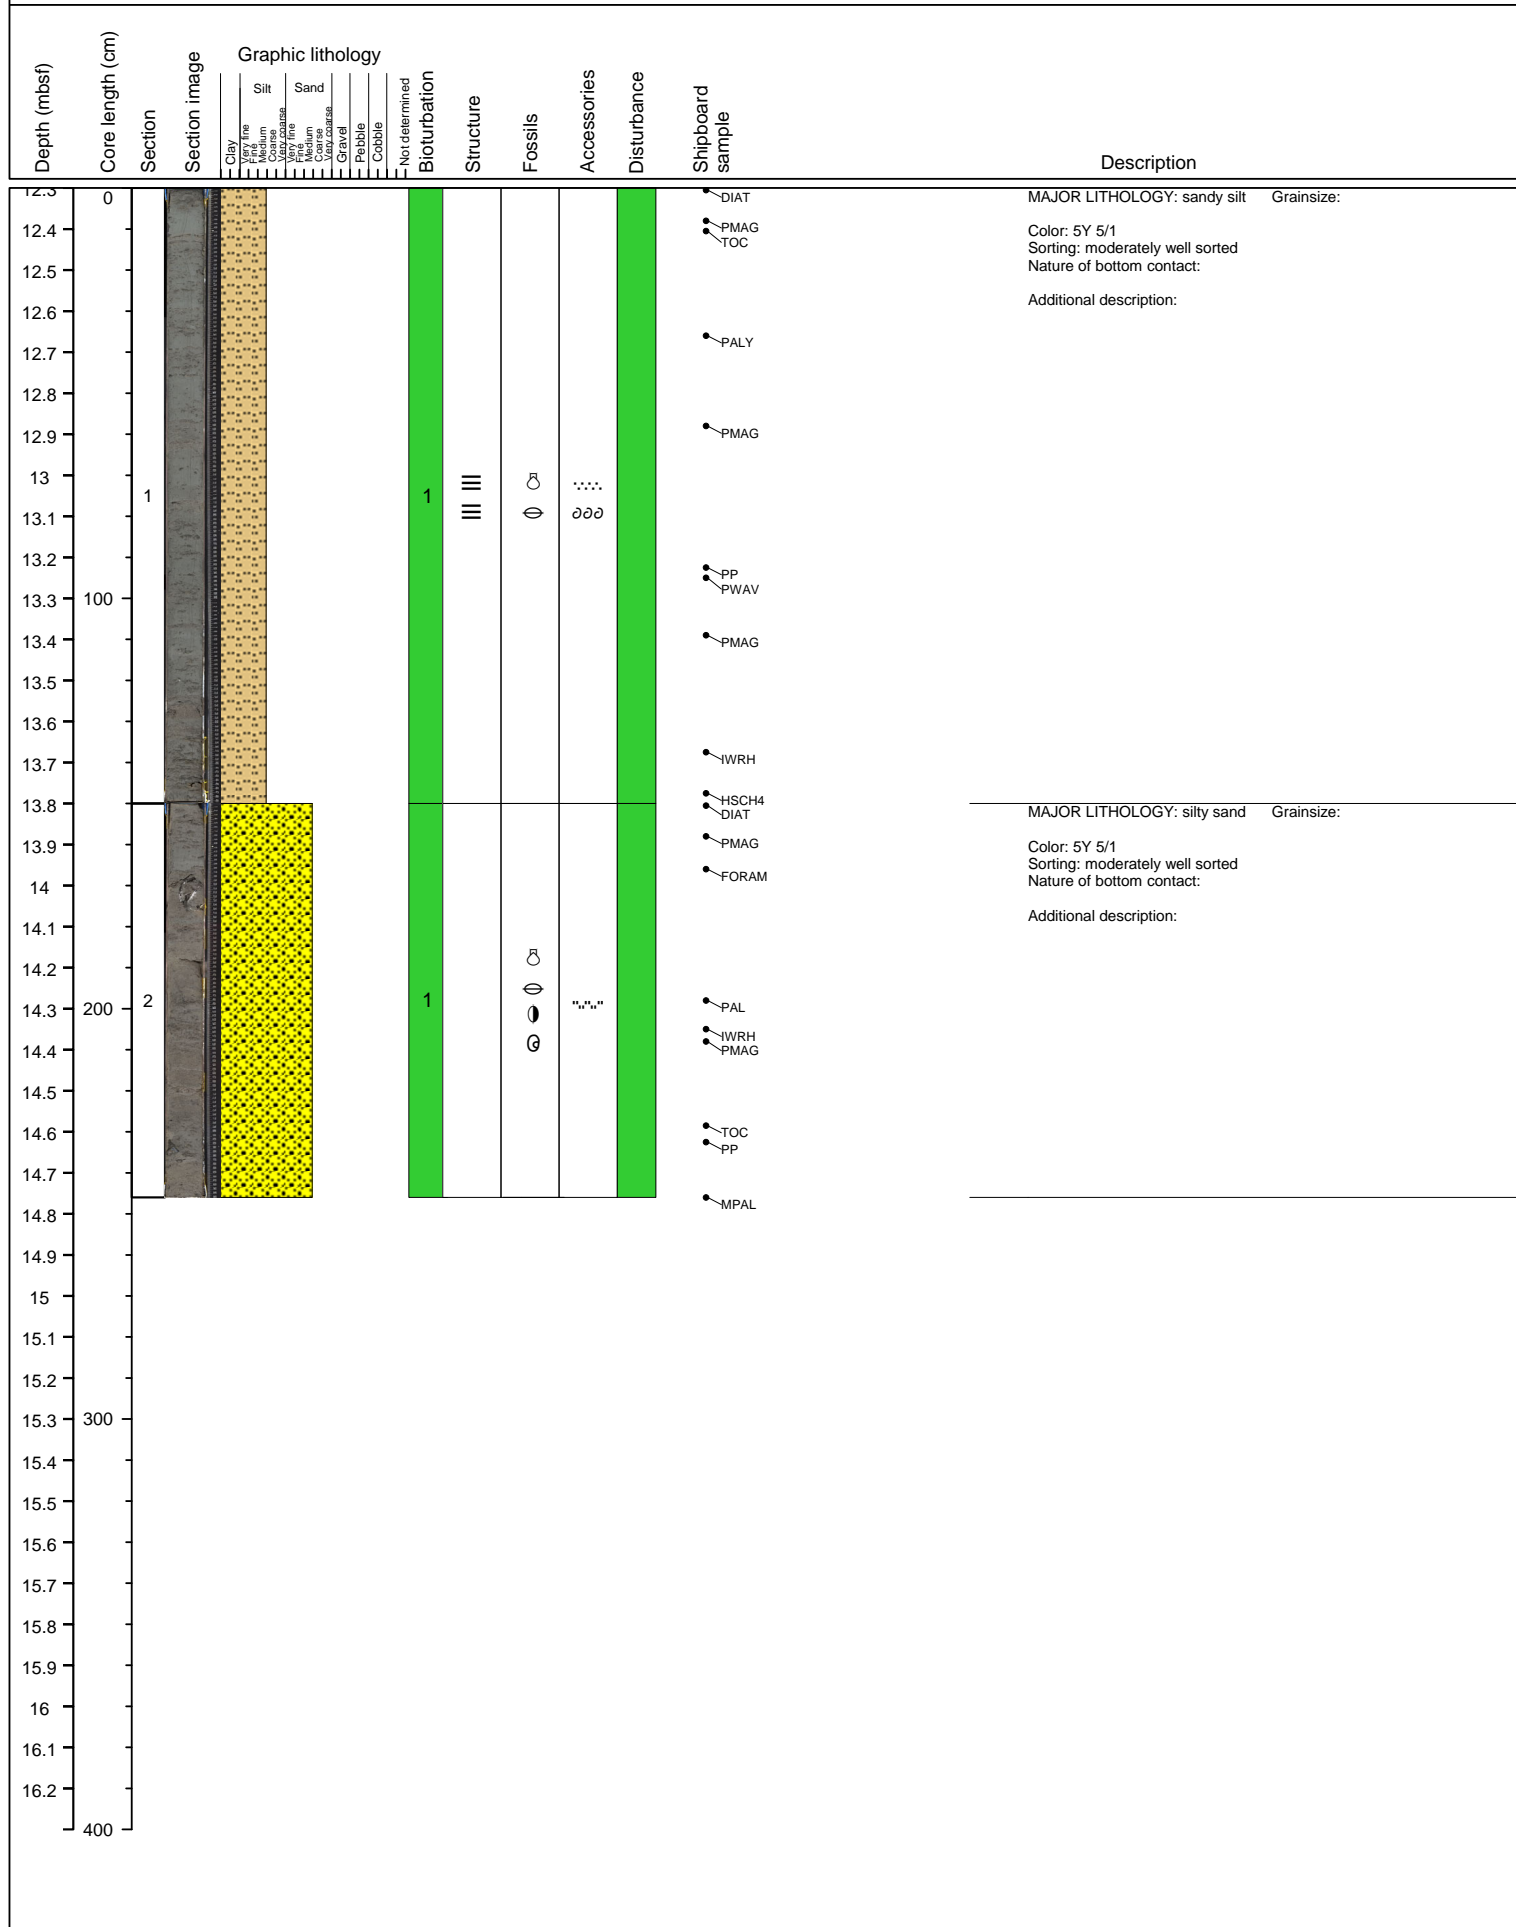 Depth (mbsf)
Core length (cm)
Section
Section image
Graphic lithology
Clay
Silt
Very fine
Fine
Medium
Coarse
Very coarse
Sand
Very fine
Fine
Medium
Coarse
Very coarse
Gravel
Pebble
Cobble
Not determined
Bioturbation
Structure
Fossils
Accessories
Disturbance
Shipboard
sample
Description
12.3
12.4
12.5
12.6
12.7
12.8
12.9
13
13.1
13.2
13.3
13.4
13.5
13.6
13.7
13.8
13.9
14
14.1
14.2
14.3
14.4
14.5
14.6
14.7
14.8
14.9
15
15.1
15.2
15.3
15.4
15.5
15.6
15.7
15.8
15.9
16
16.1
16.2
0
100
200
300
400
1
2
1
1
DIAT
PMAG
TOC
PALY
PMAG
PP
PWAV
PMAG
IWRH
HSCH4
DIAT
PMAG
FORAM
PAL
IWRH
PMAG
TOC
PP
MPAL
MAJOR LITHOLOGY: sandy silt Grainsize:
Color: 5Y 5/1
Sorting: moderately well sorted
Nature of bottom contact:
Additional description:
MAJOR LITHOLOGY: silty sand Grainsize:
Color: 5Y 5/1
Sorting: moderately well sorted
Nature of bottom contact:
Additional description: